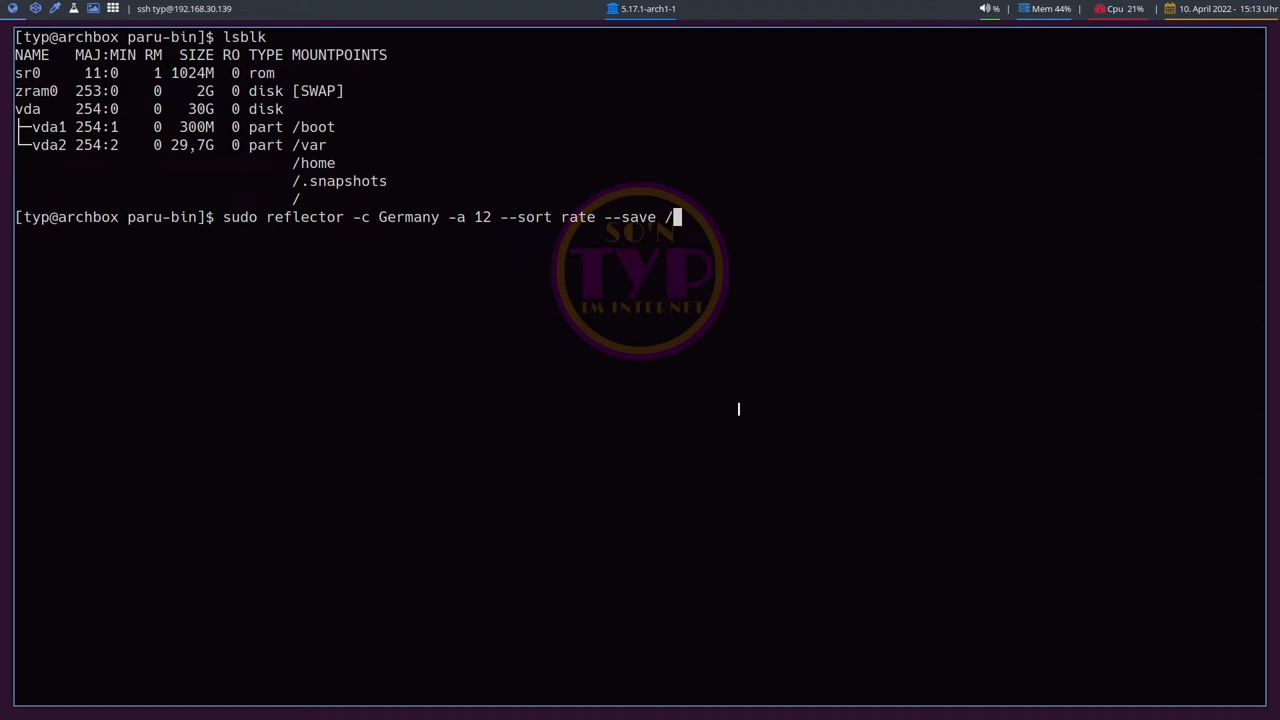 ssh typ@192.168.30.139
5.17.1-arch1-1
% | Mem 44% | Cpu 21% | 10. April 2022 - 15:13 Uhr
[typ@archbox paru-bin]$ lsblk
NAME   MAJ:MIN RM  SIZE RO TYPE MOUNTPOINTS
sr0     11:0    1 1024M  0 rom
zram0  253:0    0    2G  0 disk [SWAP]
vda    254:0    0   30G  0 disk
├─vda1 254:1    0  300M  0 part /boot
└─vda2 254:2    0 29,7G  0 part /var
/home
/.snapshots
/
[typ@archbox paru-bin]$ sudo reflector -c Germany -a 12 --sort rate --save /
SO'N
TYP
IM INTERNET